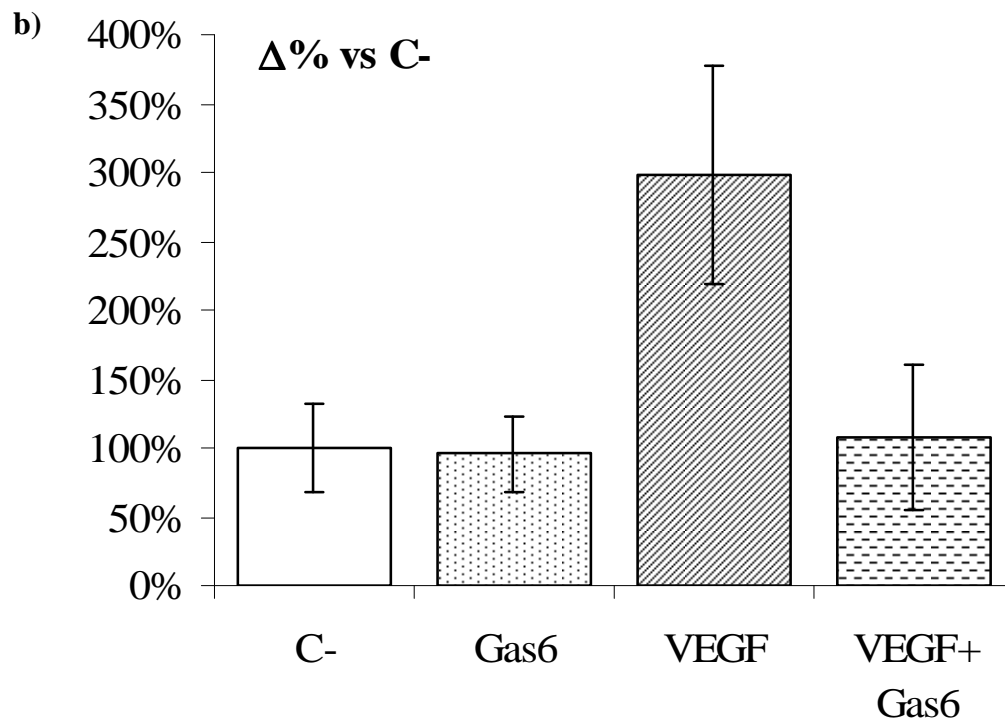 b)
Δ% vs C-
400%
350%
300%
250%
200%
150%
100%
50%
0%
C-
Gas6
VEGF
VEGF+
Gas6